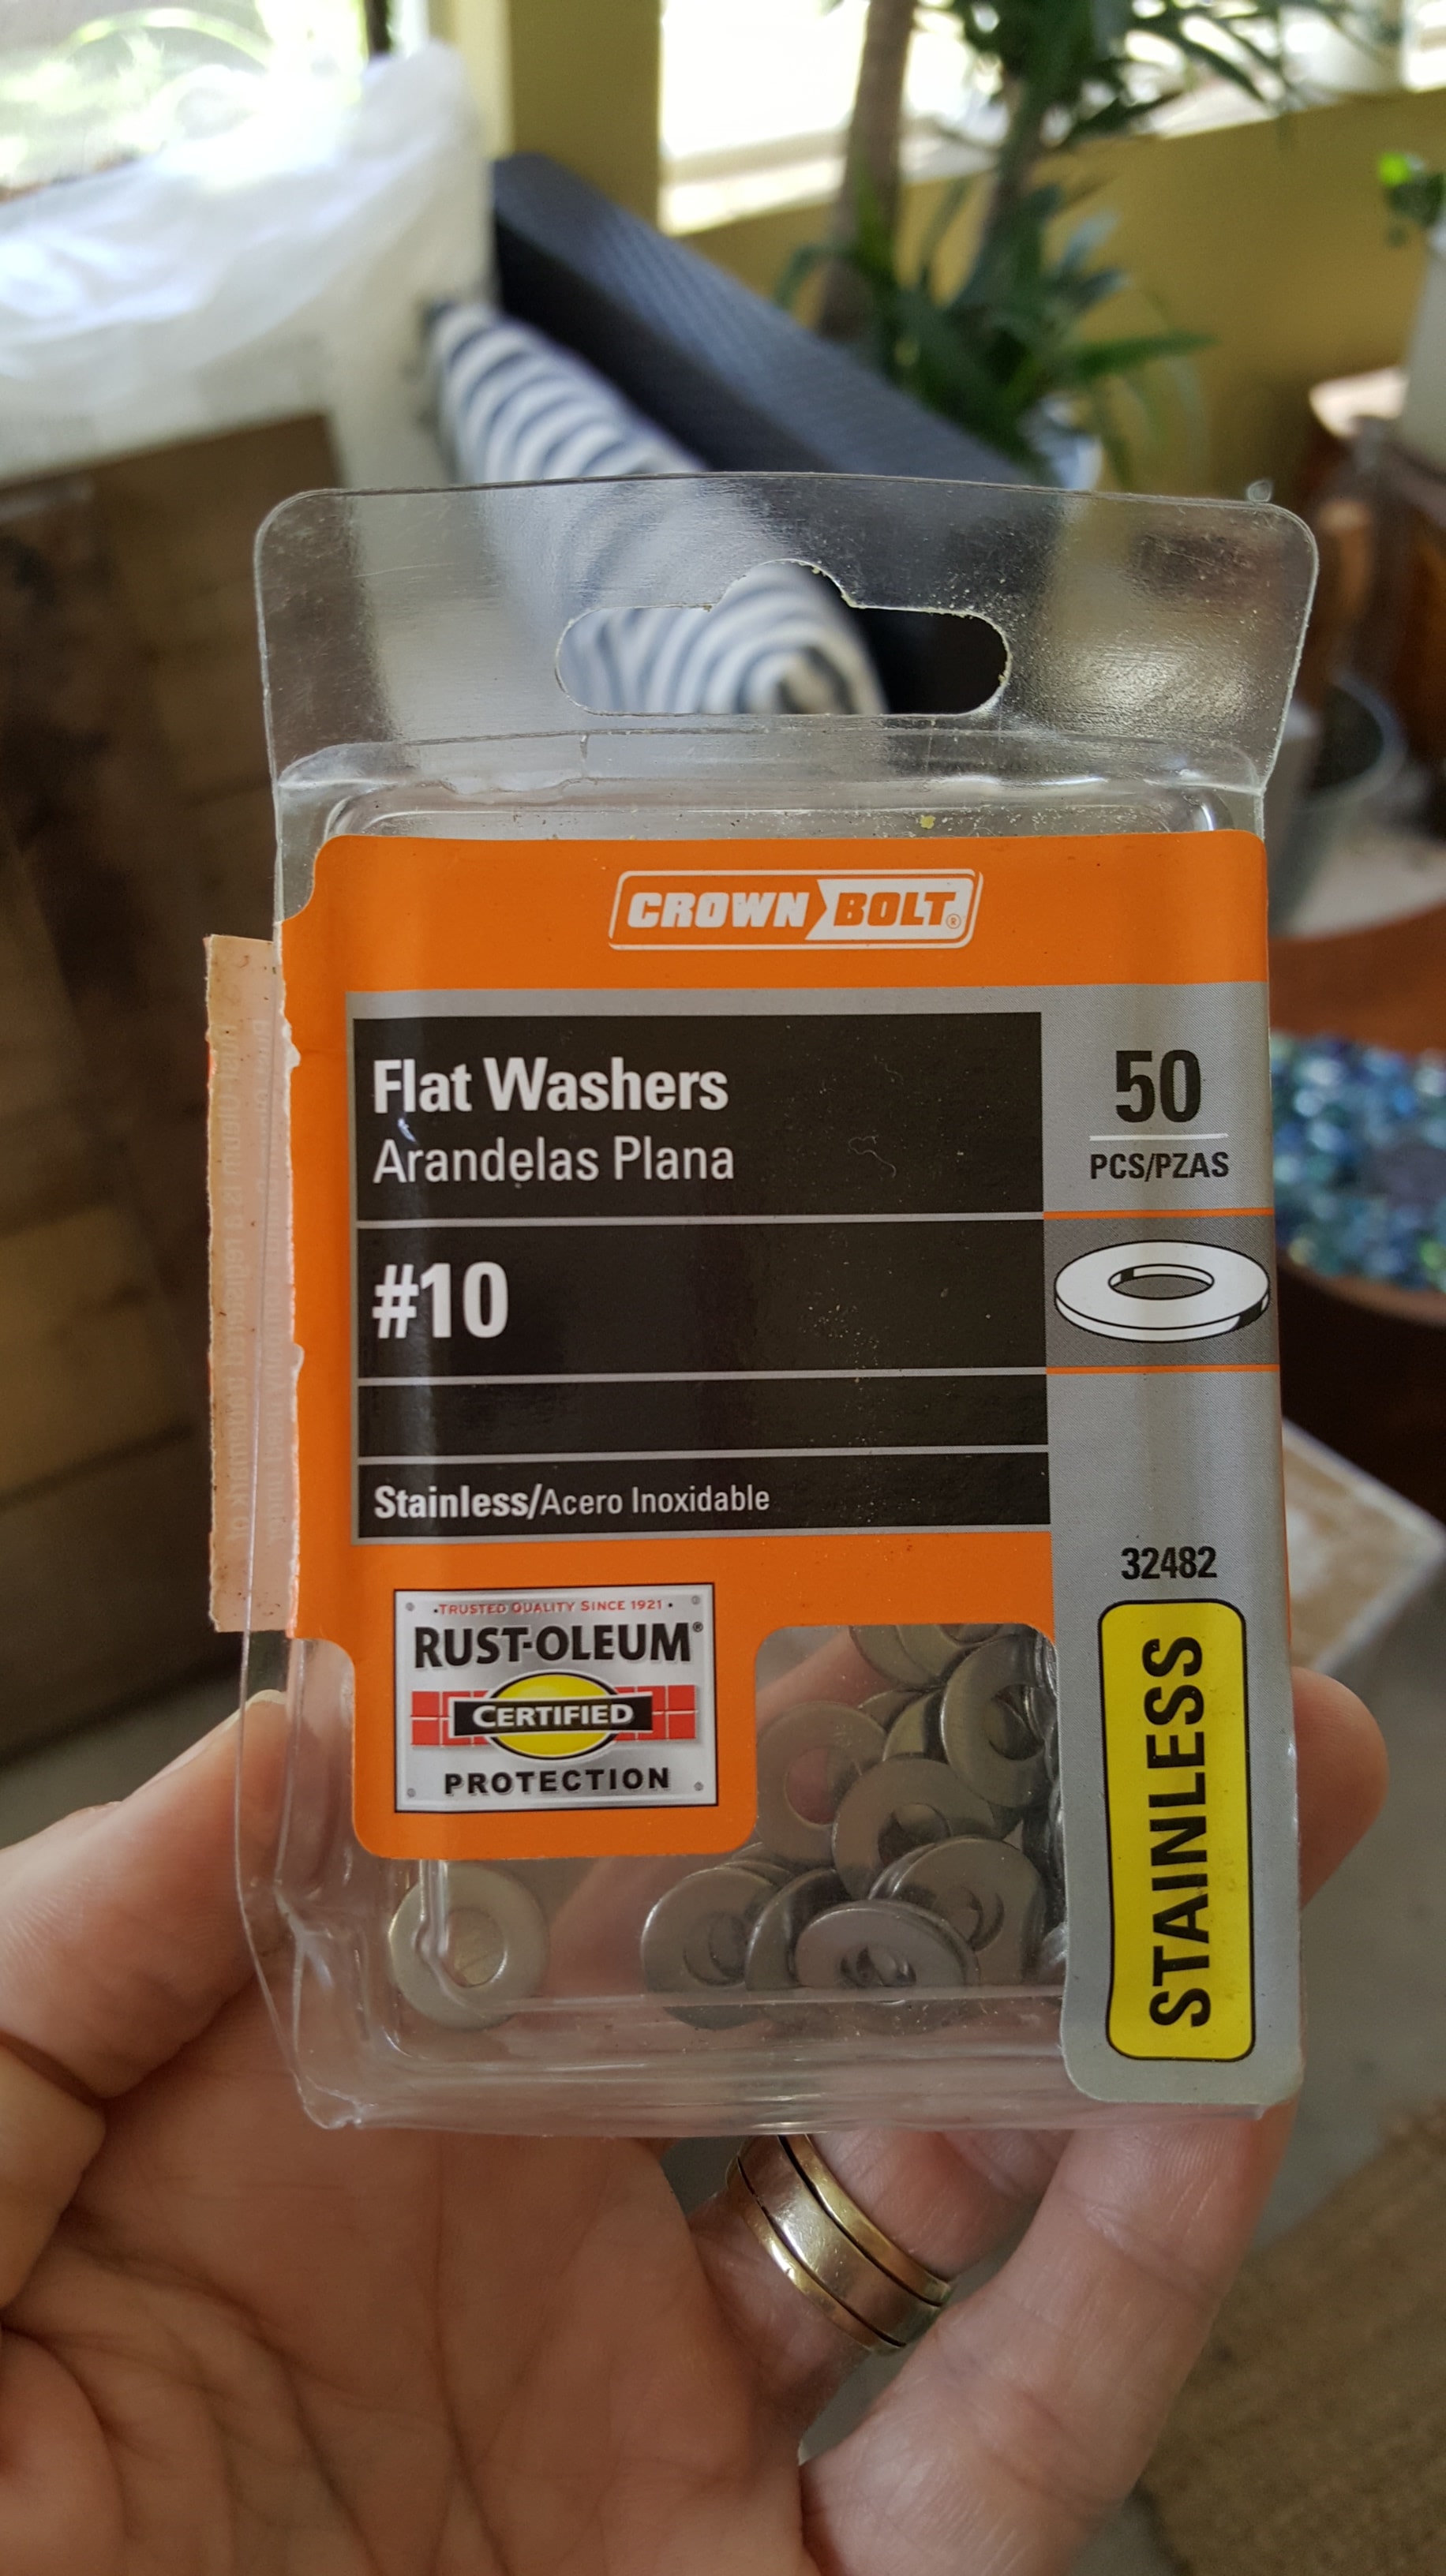 CROWN BOLT®
Flat Washers
Arandelas Plana
50
PCS/PZAS
#10
Stainless/Acero Inoxidable
32482
STAINLESS
•TRUSTED QUALITY SINCE 1921•
RUST-OLEUM®
CERTIFIED
PROTECTION